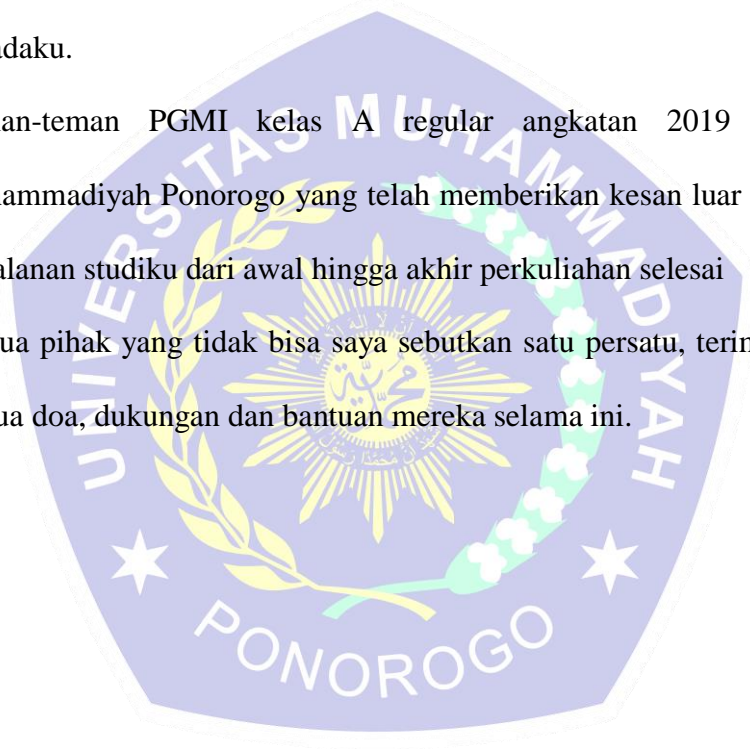 adaku.
an-teman PGMI kelas A regular angkatan 2019
ammadiyah Ponorogo yang telah memberikan kesan luar
alanan studiku dari awal hingga akhir perkuliahan selesai
ua pihak yang tidak bisa saya sebutkan satu persatu, terin
ua doa, dukungan dan bantuan mereka selama ini.
UNIVERSITAS MUHAMMADIYAH
PONOROGO